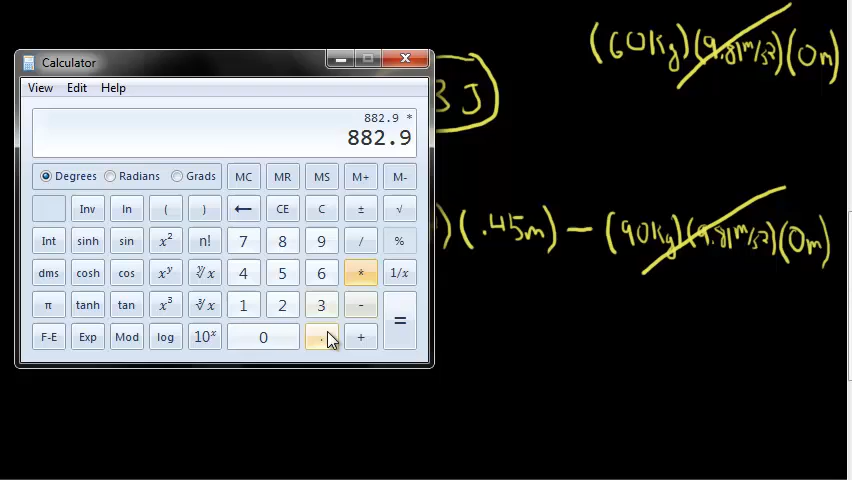 (60Kg)(9.81m/s²)(0m)
Calculator
View Edit Help
882.9 *
882.9
3 J
Degrees Radians Grads MC MR MS M+ M-
Inv ln ( ) ← CE C ± √
Int sinh sin x² n! 7 8 9 / %
)(.45m) − (90Kg)(9.81m/s²)(0m)
dms cosh cos xʸ ʸ√x 4 5 6 * 1/x
π tanh tan x³ ³√x 1 2 3 - =
F-E Exp Mod log 10ˣ 0 . +